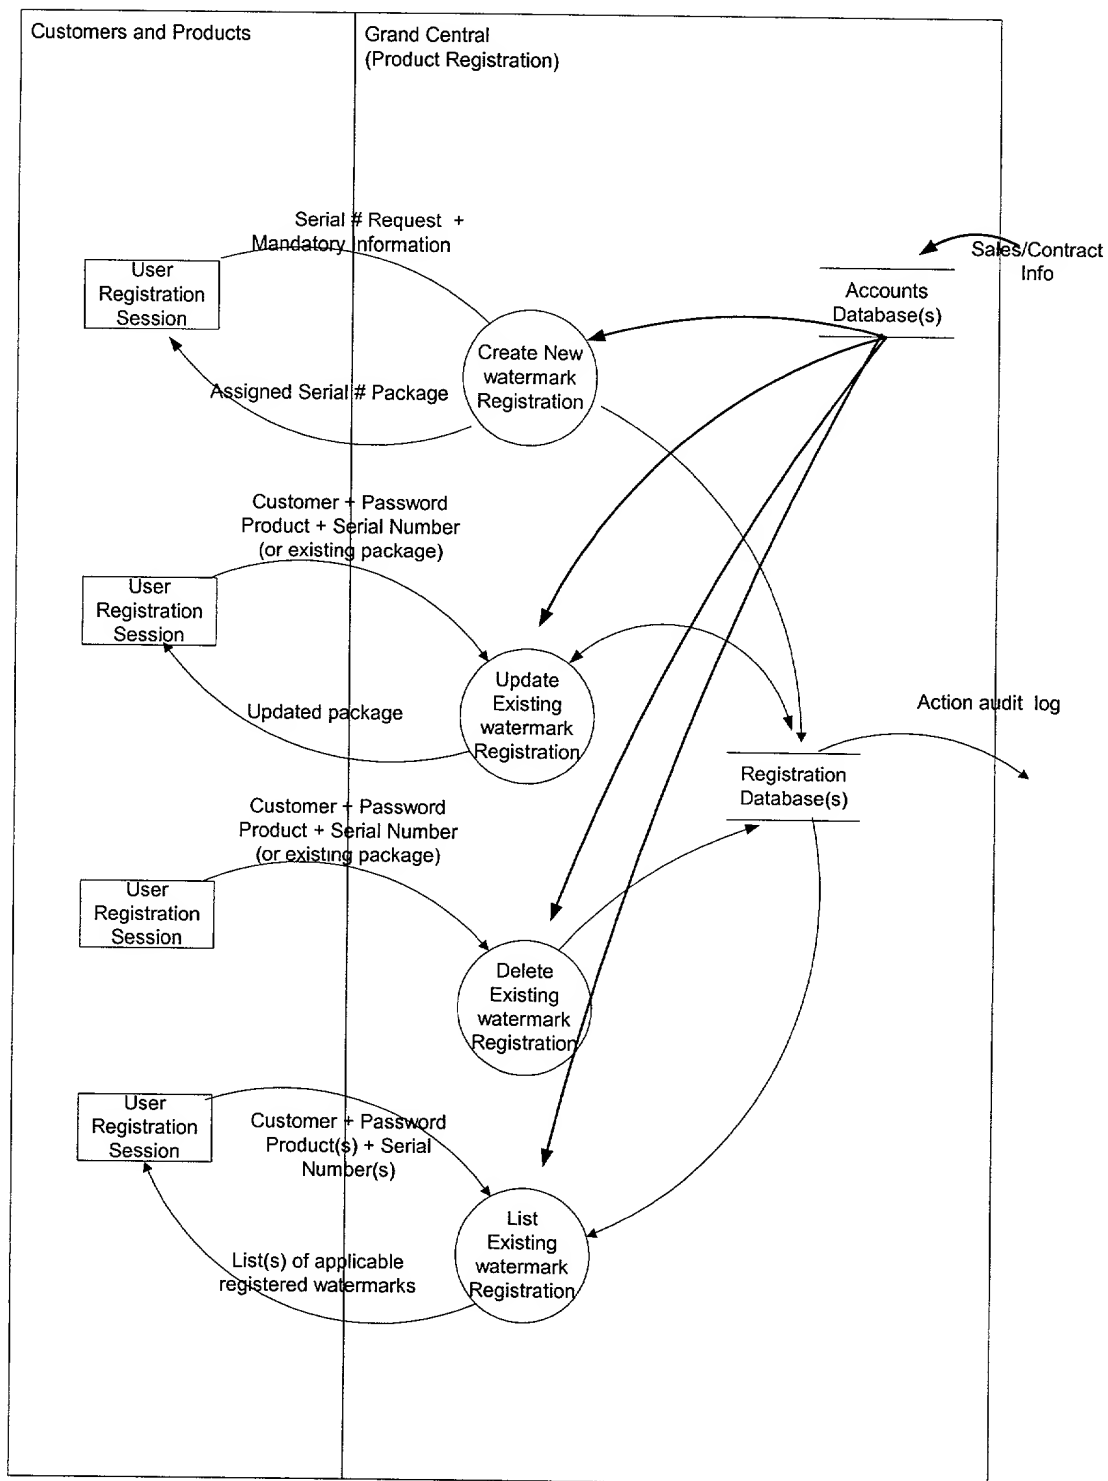 Customers and Products
Grand Central
(Product Registration)
Serial # Request +
Mandatory Information
User
Registration
Session
Sales/Contract
Info
Accounts
Database(s)
Create New
watermark
Registration
Assigned Serial # Package
Customer + Password
Product + Serial Number
(or existing package)
User
Registration
Session
Update
Existing
watermark
Registration
Updated package
Action audit log
Registration
Database(s)
Customer + Password
Product + Serial Number
(or existing package)
User
Registration
Session
Delete
Existing
watermark
Registration
User
Registration
Session
Customer + Password
Product(s) + Serial
Number(s)
List
Existing
watermark
Registration
List(s) of applicable
registered watermarks